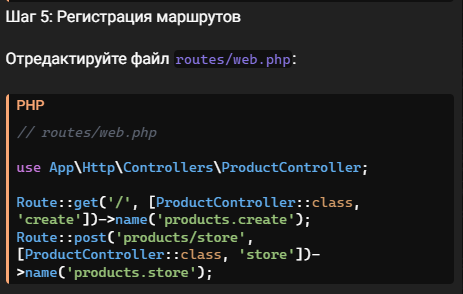 Шаг 5: Регистрация маршрутов
Отредактируйте файл routes/web.php:
PHP
// routes/web.php
use App\Http\Controllers\ProductController;
Route::get('/', [ProductController::class,
'create'])->name('products.create');
Route::post('products/store',
[ProductController::class, 'store'])-
>name('products.store');